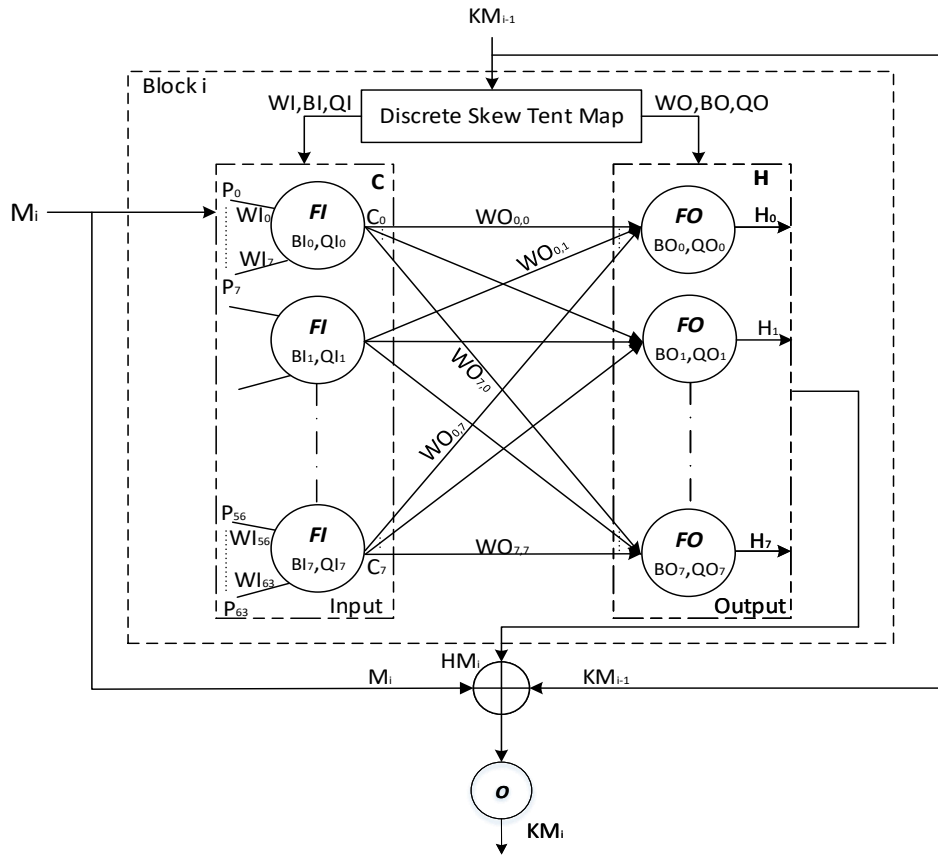 KMᵢ₋₁
Block i
WI,BI,QI
Discrete Skew Tent Map
WO,BO,QO
Mᵢ
C
H
P₀
WI₀
WI₇
P₇
FI
BI₀,QI₀
C₀
WO₀,₀
WO₀,₁
FO
BO₀,QO₀
H₀
FI
BI₁,QI₁
FO
BO₁,QO₁
H₁
WO₇,₀
WO₀,₇
P₅₆
WI₅₆
WI₆₃
P₆₃
FI
BI₇,QI₇
C₇
WO₇,₇
FO
BO₇,QO₇
H₇
Input
Output
HMᵢ
Mᵢ
KMᵢ₋₁
O
KMᵢ